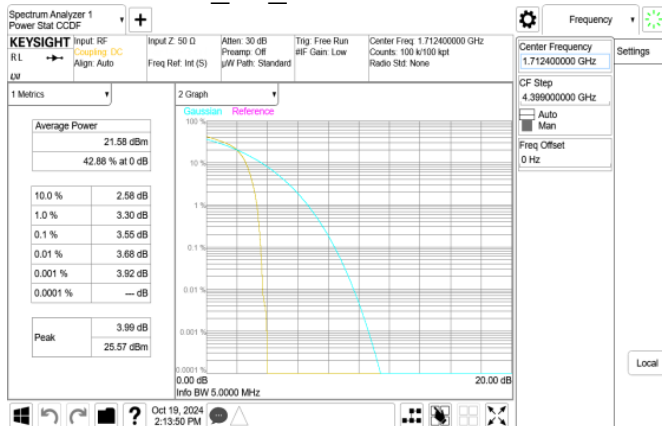 Spectrum Analyzer 1
Power Stat CCDF
+
Frequency
KEYSIGHT
RL
Input: RF
Coupling: DC
Align: Auto
Input Z: 50 Ω
Freq Ref: Int (S)
Atten: 30 dB
Preamp: Off
µW Path: Standard
Trig: Free Run
#IF Gain: Low
Center Freq: 1.712400000 GHz
Counts: 100 k/100 kpt
Radio Std: None
Center Frequency
1.712400000 GHz
Settings
CF Step
4.399000000 GHz
Auto
Man
Freq Offset
0 Hz
Local
1 Metrics
Average Power
21.58 dBm
42.88 % at 0 dB
10.0 % 2.58 dB
1.0 % 3.30 dB
0.1 % 3.55 dB
0.01 % 3.68 dB
0.001 % 3.92 dB
0.0001 % --- dB
Peak
3.99 dB
25.57 dBm
2 Graph
Gaussian Reference
100 %
10 %
1 %
0.1 %
0.01 %
0.001 %
0.0001 %
0.00 dB 20.00 dB
Info BW 5.0000 MHz
?
Oct 19, 2024
2:13:50 PM